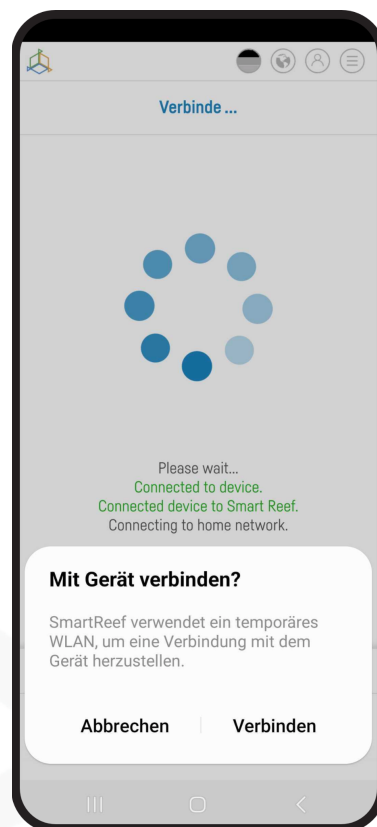 Verbinde ...
Please wait...
Connected to device.
Connected device to Smart Reef.
Connecting to home network.
Mit Gerät verbinden?
SmartReef verwendet ein temporäres
WLAN, um eine Verbindung mit dem
Gerät herzustellen.
Abbrechen Verbinden